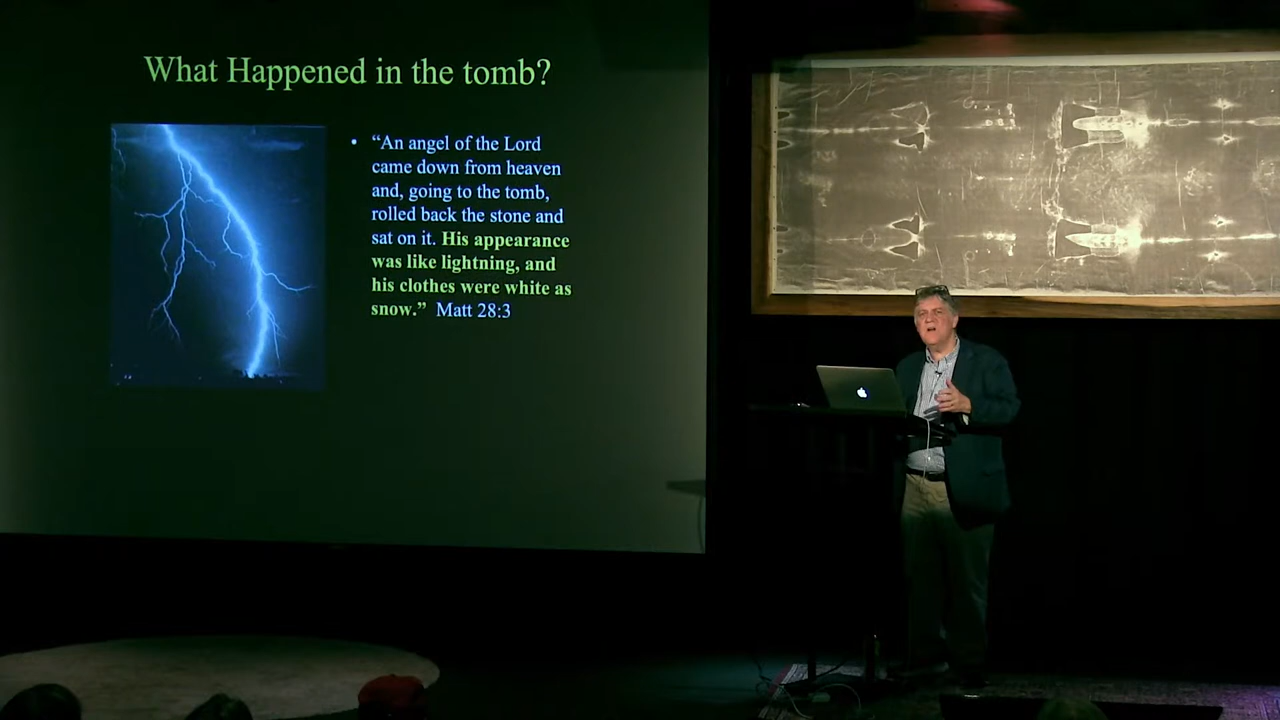 What Happened in the tomb?
• “An angel of the Lord
came down from heaven
and, going to the tomb,
rolled back the stone and
sat on it. His appearance
was like lightning, and
his clothes were white as
snow.” Matt 28:3